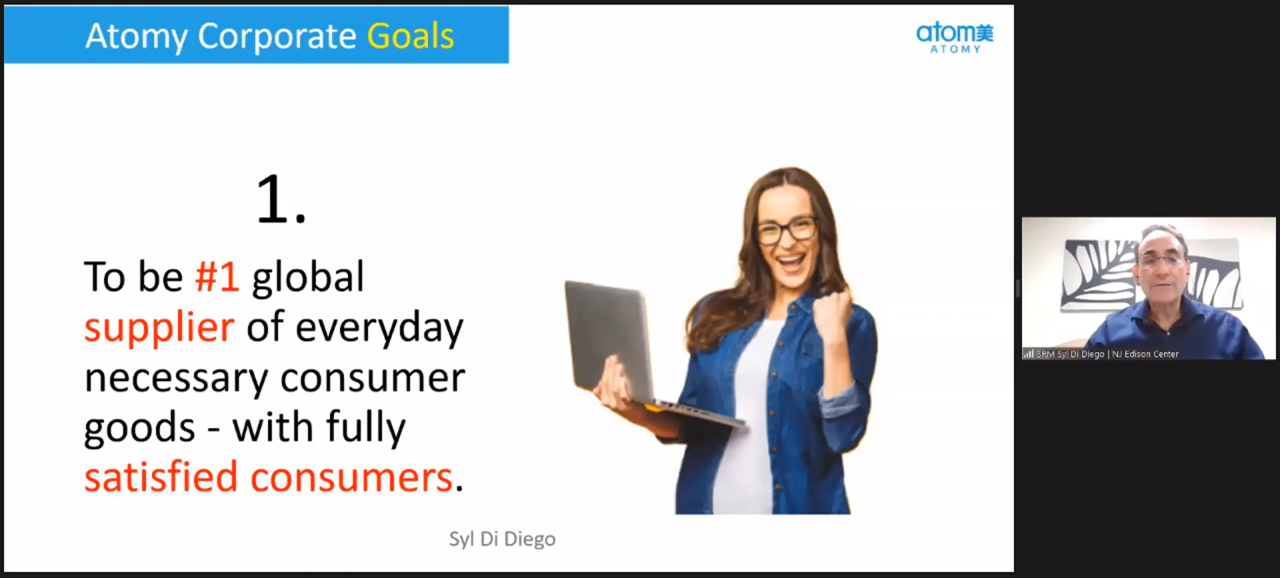 Atomy Corporate Goals
atom美
ATOMY
1.
To be #1 global
supplier of everyday
necessary consumer
goods - with fully
satisfied consumers.
Syl Di Diego
SRM Syl Di Diego | NJ Edison Center